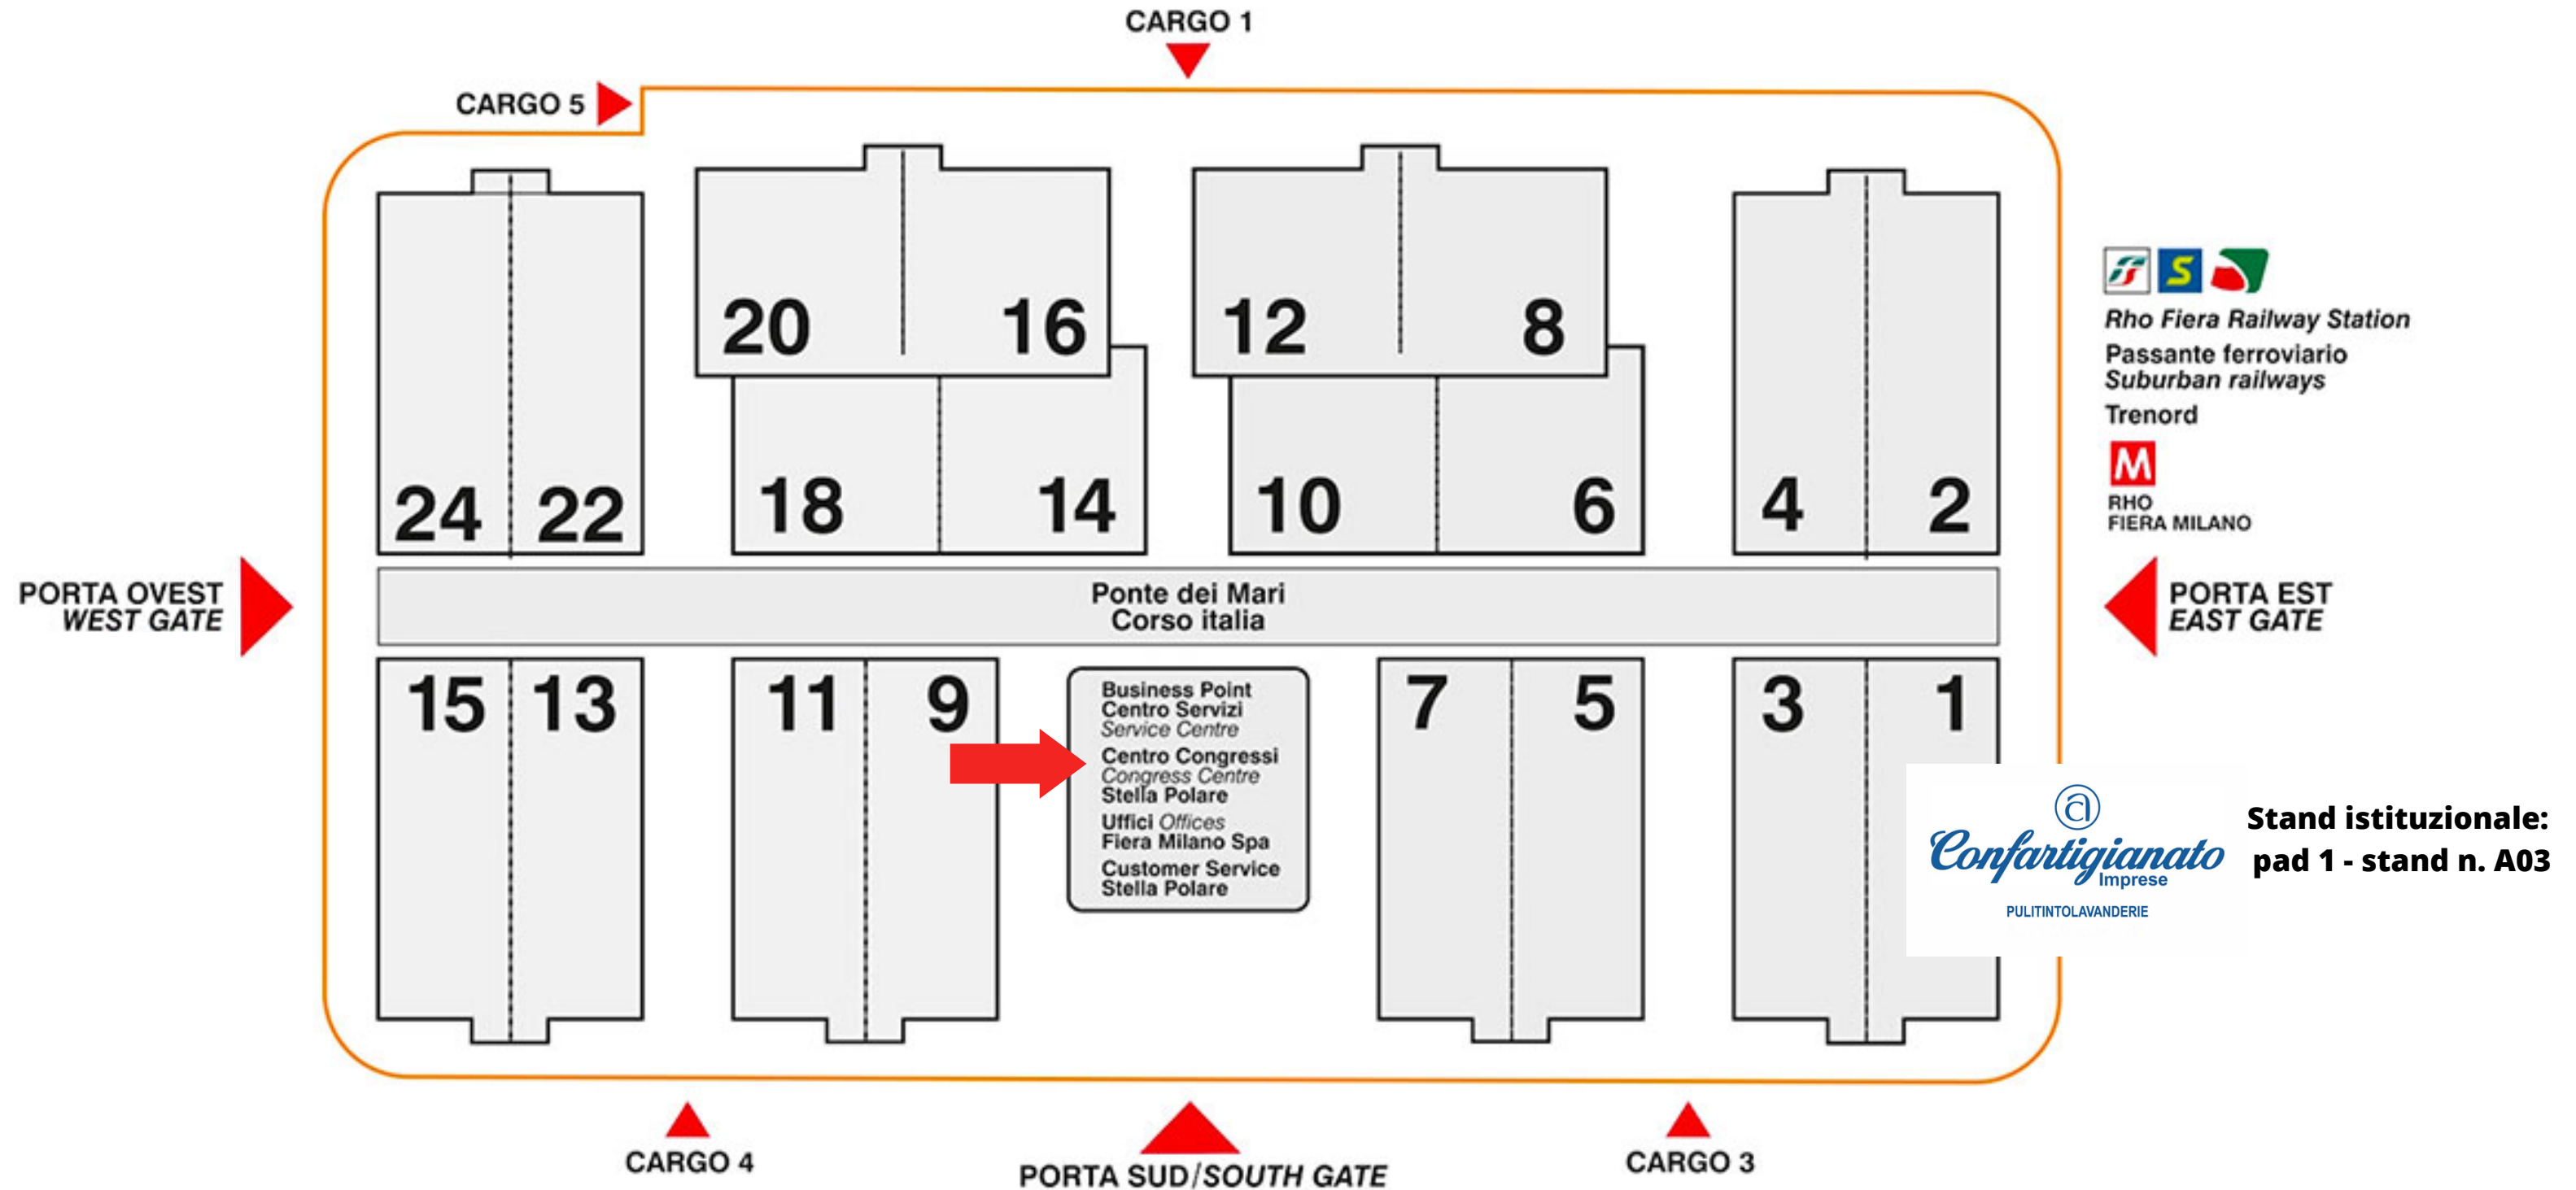 CARGO 1
CARGO 5
20
16
12
8
24
22
18
14
10
6
4
2
S
Rho Fiera Railway Station
Passante ferroviario
Suburban railways
Trenord
M
RHO
FIERA MILANO
PORTA OVEST
WEST GATE
Ponte dei Mari
Corso italia
PORTA EST
EAST GATE
15
13
11
9
Business Point
Centro Servizi
Service Centre
Centro Congressi
Congress Centre
Stella Polare
Uffici Offices
Fiera Milano Spa
Customer Service
Stella Polare
7
5
3
1
a
Confartigianato
Imprese
PULITINTOLAVANDERIE
Stand istituzionale:
pad 1 - stand n. A03
CARGO 4
PORTA SUD/SOUTH GATE
CARGO 3